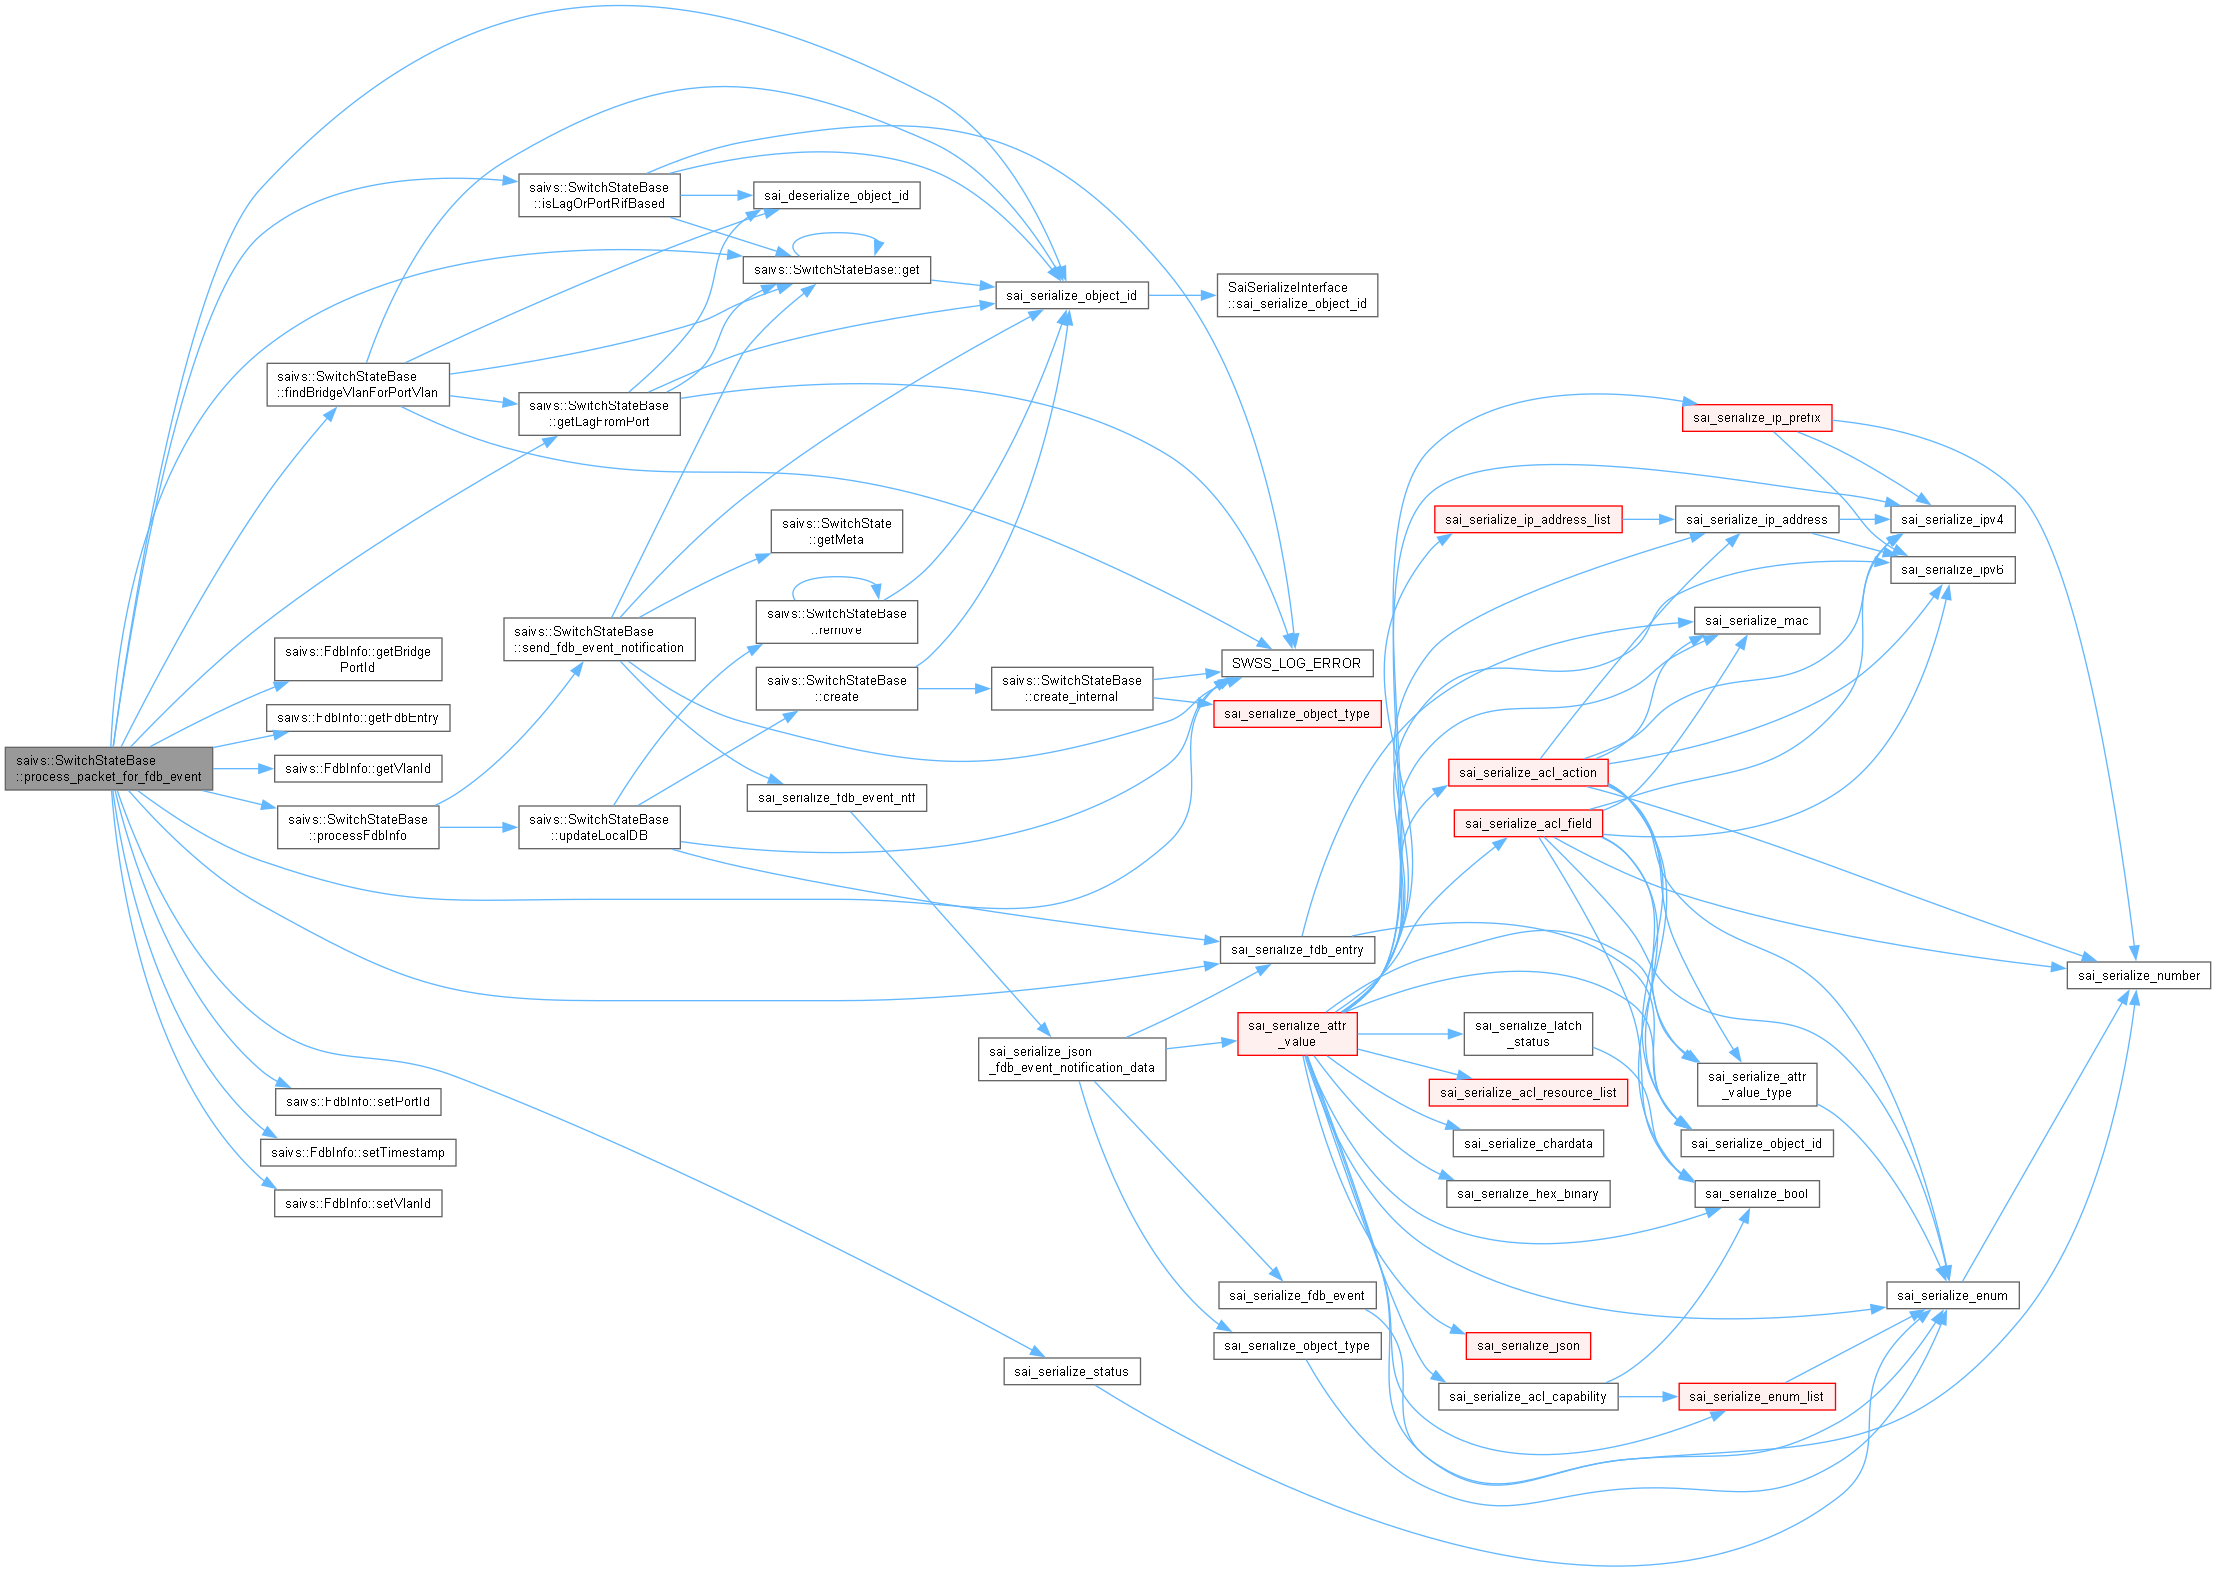 saivs::SwitchStateBase
::process_packet_for_fdb_event
saivs::SwitchStateBase
::findBridgeVlanForPortVlan
saivs::FdbInfo::getBridge
PortId
saivs::FdbInfo::getFdbEntry
saivs::FdbInfo::getVlanId
saivs::SwitchStateBase
::processFdbInfo
saivs::FdbInfo::setPortId
saivs::FdbInfo::setTimestamp
saivs::FdbInfo::setVlanId
saivs::SwitchStateBase
::isLagOrPortRifBased
saivs::SwitchStateBase
::getLagFromPort
saivs::SwitchStateBase
::send_fdb_event_notification
saivs::SwitchStateBase
::updateLocalDB
sai_deserialize_object_id
saivs::SwitchStateBase::get
saivs::SwitchState
::getMeta
saivs::SwitchStateBase
::remove
saivs::SwitchStateBase
::create
sai_serialize_fdb_event_ntf
sai_serialize_object_id
saivs::SwitchStateBase
::create_internal
sai_serialize_json
_fdb_event_notification_data
sai_serialize_status
SaiSerializeInterface
::sai_serialize_object_id
SWSS_LOG_ERROR
sai_serialize_object_type
sai_serialize_fdb_entry
sai_serialize_attr
_value
sai_serialize_fdb_event
sai_serialize_object_type
sai_serialize_ip_address_list
sai_serialize_acl_action
sai_serialize_acl_field
sai_serialize_latch
_status
sai_serialize_acl_resource_list
sai_serialize_chardata
sai_serialize_hex_binary
sai_serialize_json
sai_serialize_acl_capability
sai_serialize_ip_prefix
sai_serialize_ip_address
sai_serialize_mac
sai_serialize_attr
_value_type
sai_serialize_object_id
sai_serialize_bool
sai_serialize_enum_list
sai_serialize_ipv4
sai_serialize_ipv6
sai_serialize_enum
sai_serialize_number